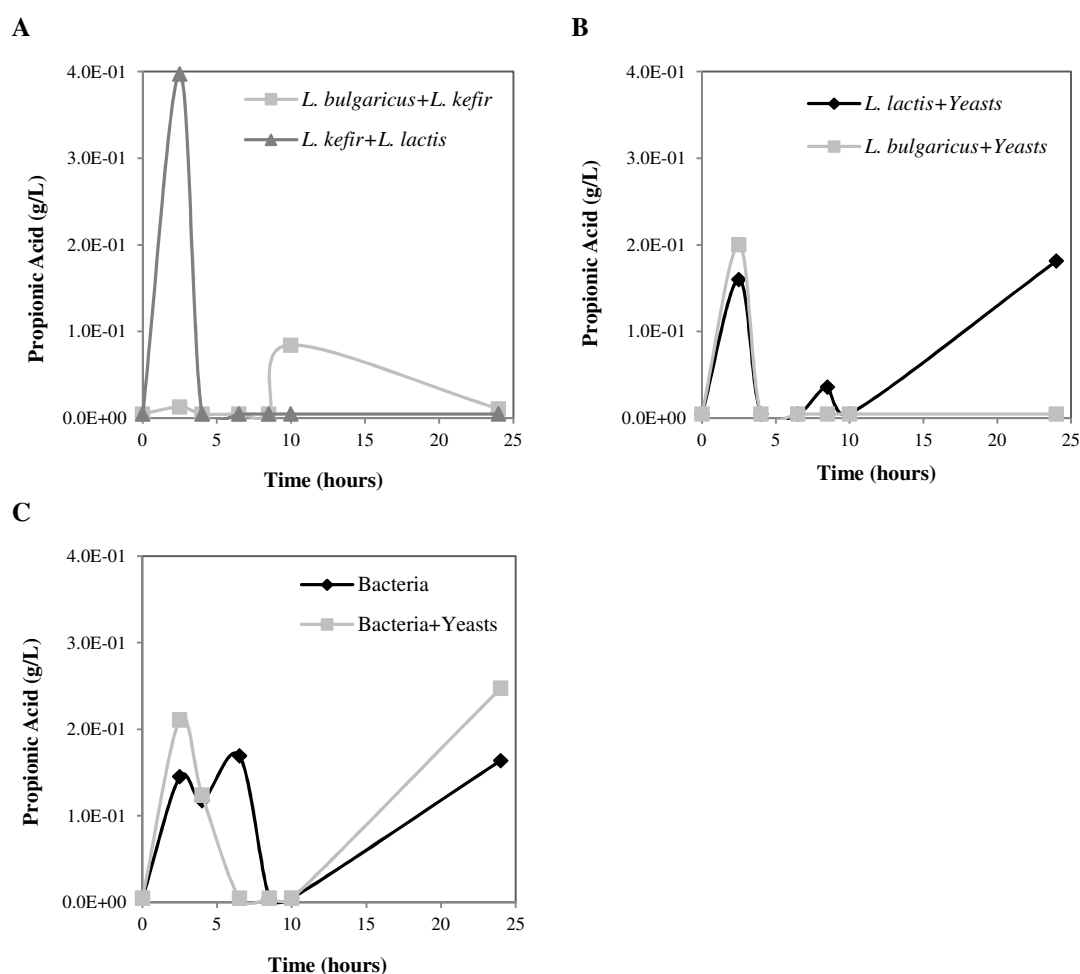 A
4.0E-01
3.0E-01
2.0E-01
1.0E-01
0.0E+00
Propionic Acid (g/L)
L. bulgaricus+L. kefir
L. kefir+L. lactis
0 5 10 15 20 25
Time (hours)
B
4.0E-01
3.0E-01
2.0E-01
1.0E-01
0.0E+00
Propionic Acid (g/L)
L. lactis+Yeasts
L. bulgaricus+Yeasts
0 5 10 15 20 25
Time (hours)
C
4.0E-01
3.0E-01
2.0E-01
1.0E-01
0.0E+00
Propionic Acid (g/L)
Bacteria
Bacteria+Yeasts
0 5 10 15 20 25
Time (hours)